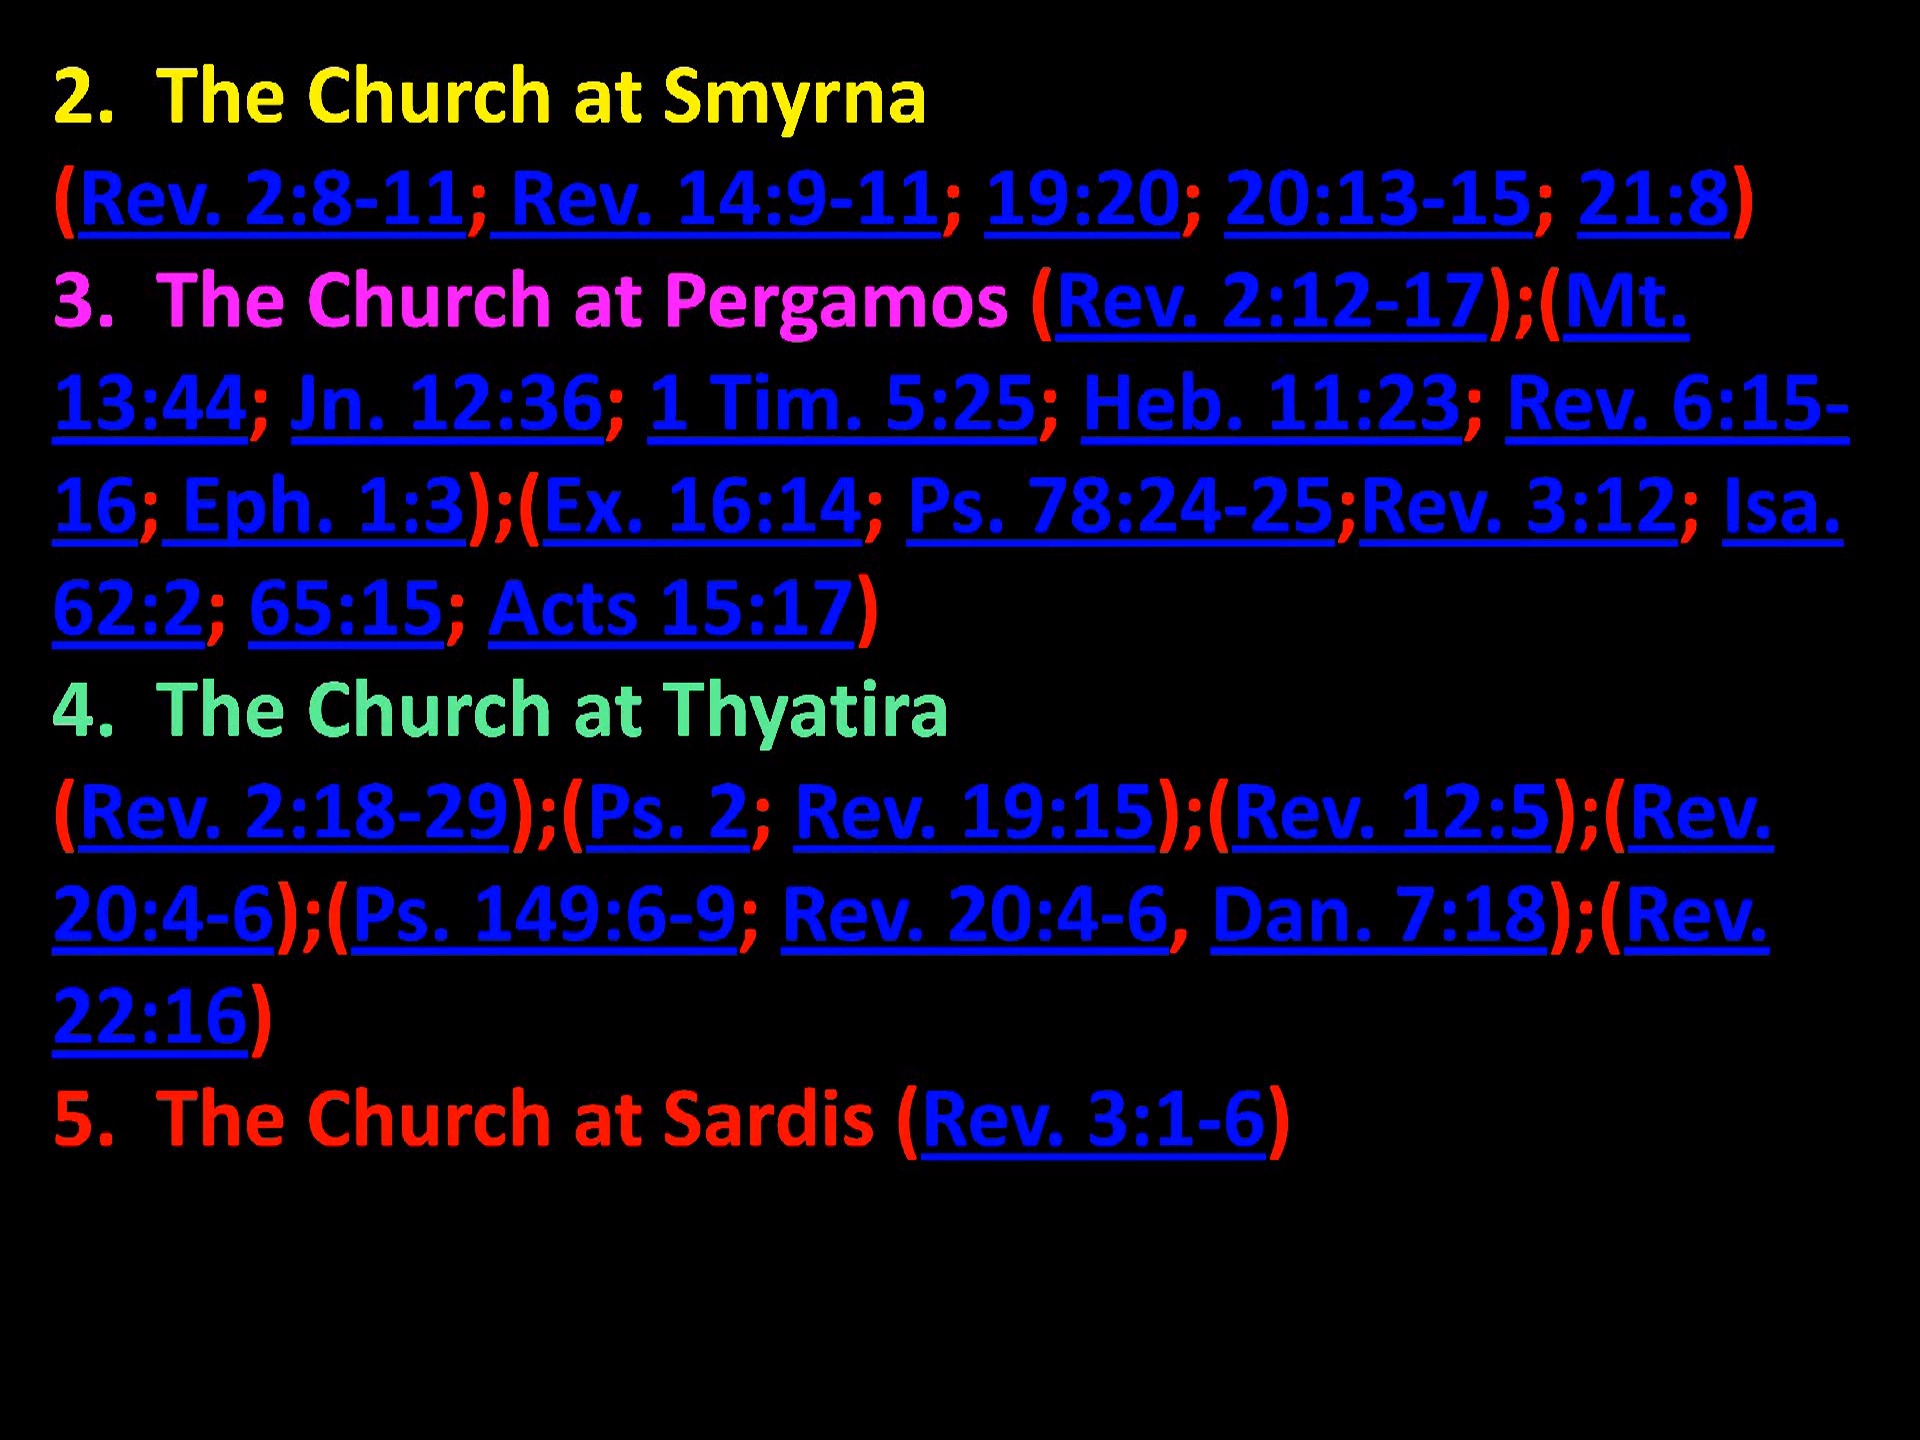 2.  The Church at Smyrna
(Rev. 2:8-11; Rev. 14:9-11; 19:20; 20:13-15; 21:8)
3.  The Church at Pergamos (Rev. 2:12-17);(Mt.
13:44; Jn. 12:36; 1 Tim. 5:25; Heb. 11:23; Rev. 6:15-
16; Eph. 1:3);(Ex. 16:14; Ps. 78:24-25;Rev. 3:12; Isa.
62:2; 65:15; Acts 15:17)
4.  The Church at Thyatira
(Rev. 2:18-29);(Ps. 2; Rev. 19:15);(Rev. 12:5);(Rev.
20:4-6);(Ps. 149:6-9; Rev. 20:4-6, Dan. 7:18);(Rev.
22:16)
5.  The Church at Sardis (Rev. 3:1-6)